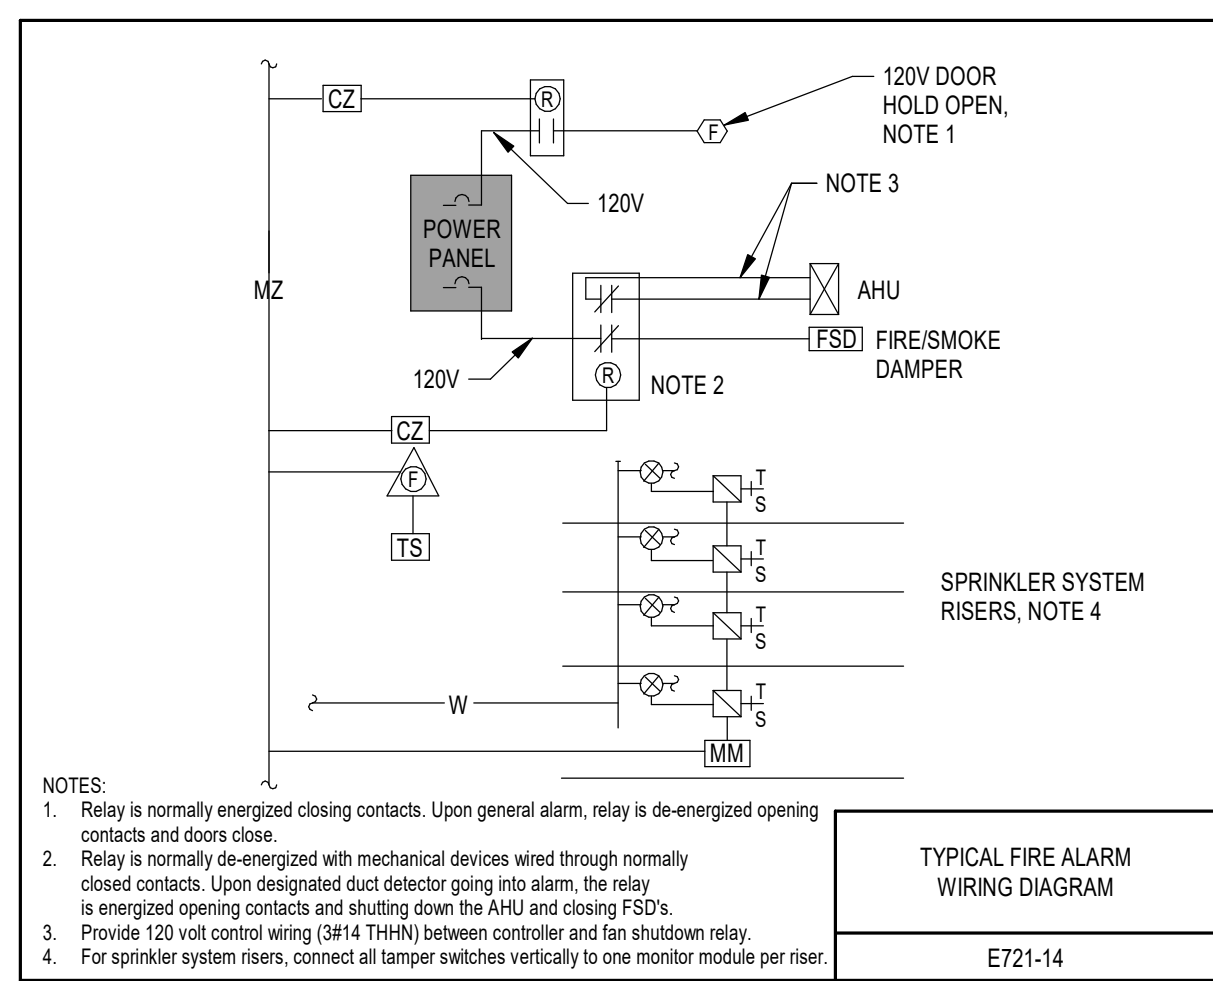 CZ
R
F
120V DOOR
HOLD OPEN,
NOTE 1
NOTE 3
120V
POWER
PANEL
MZ
AHU
FSD
FIRE/SMOKE
DAMPER
120V
R
NOTE 2
CZ
F
TS
T
S
T
S
T
S
T
S
SPRINKLER SYSTEM
RISERS, NOTE 4
W
MM
NOTES:
1. Relay is normally energized closing contacts. Upon general alarm, relay is de-energized opening
contacts and doors close.
2. Relay is normally de-energized with mechanical devices wired through normally
closed contacts. Upon designated duct detector going into alarm, the relay
is energized opening contacts and shutting down the AHU and closing FSD's.
3. Provide 120 volt control wiring (3#14 THHN) between controller and fan shutdown relay.
4. For sprinkler system risers, connect all tamper switches vertically to one monitor module per riser.
TYPICAL FIRE ALARM
WIRING DIAGRAM
E721-14